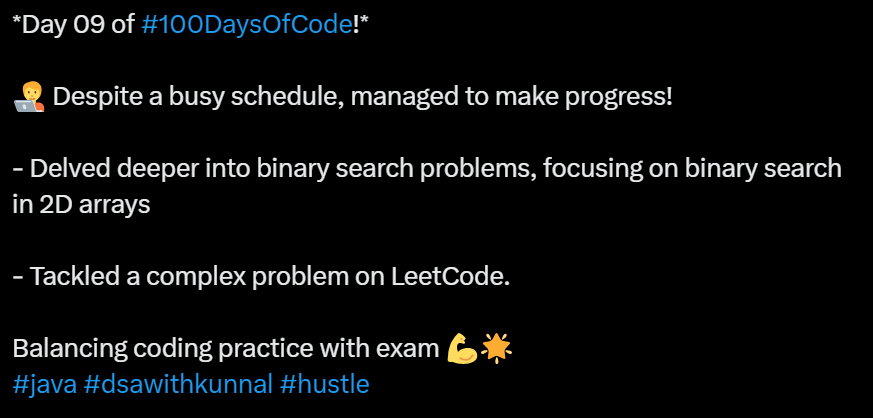 *Day 09 of #100DaysOfCode!*
🧑‍💻 Despite a busy schedule, managed to make progress!
- Delved deeper into binary search problems, focusing on binary search
in 2D arrays
- Tackled a complex problem on LeetCode.
Balancing coding practice with exam 💪🌟
#java #dsawithkunnal #hustle